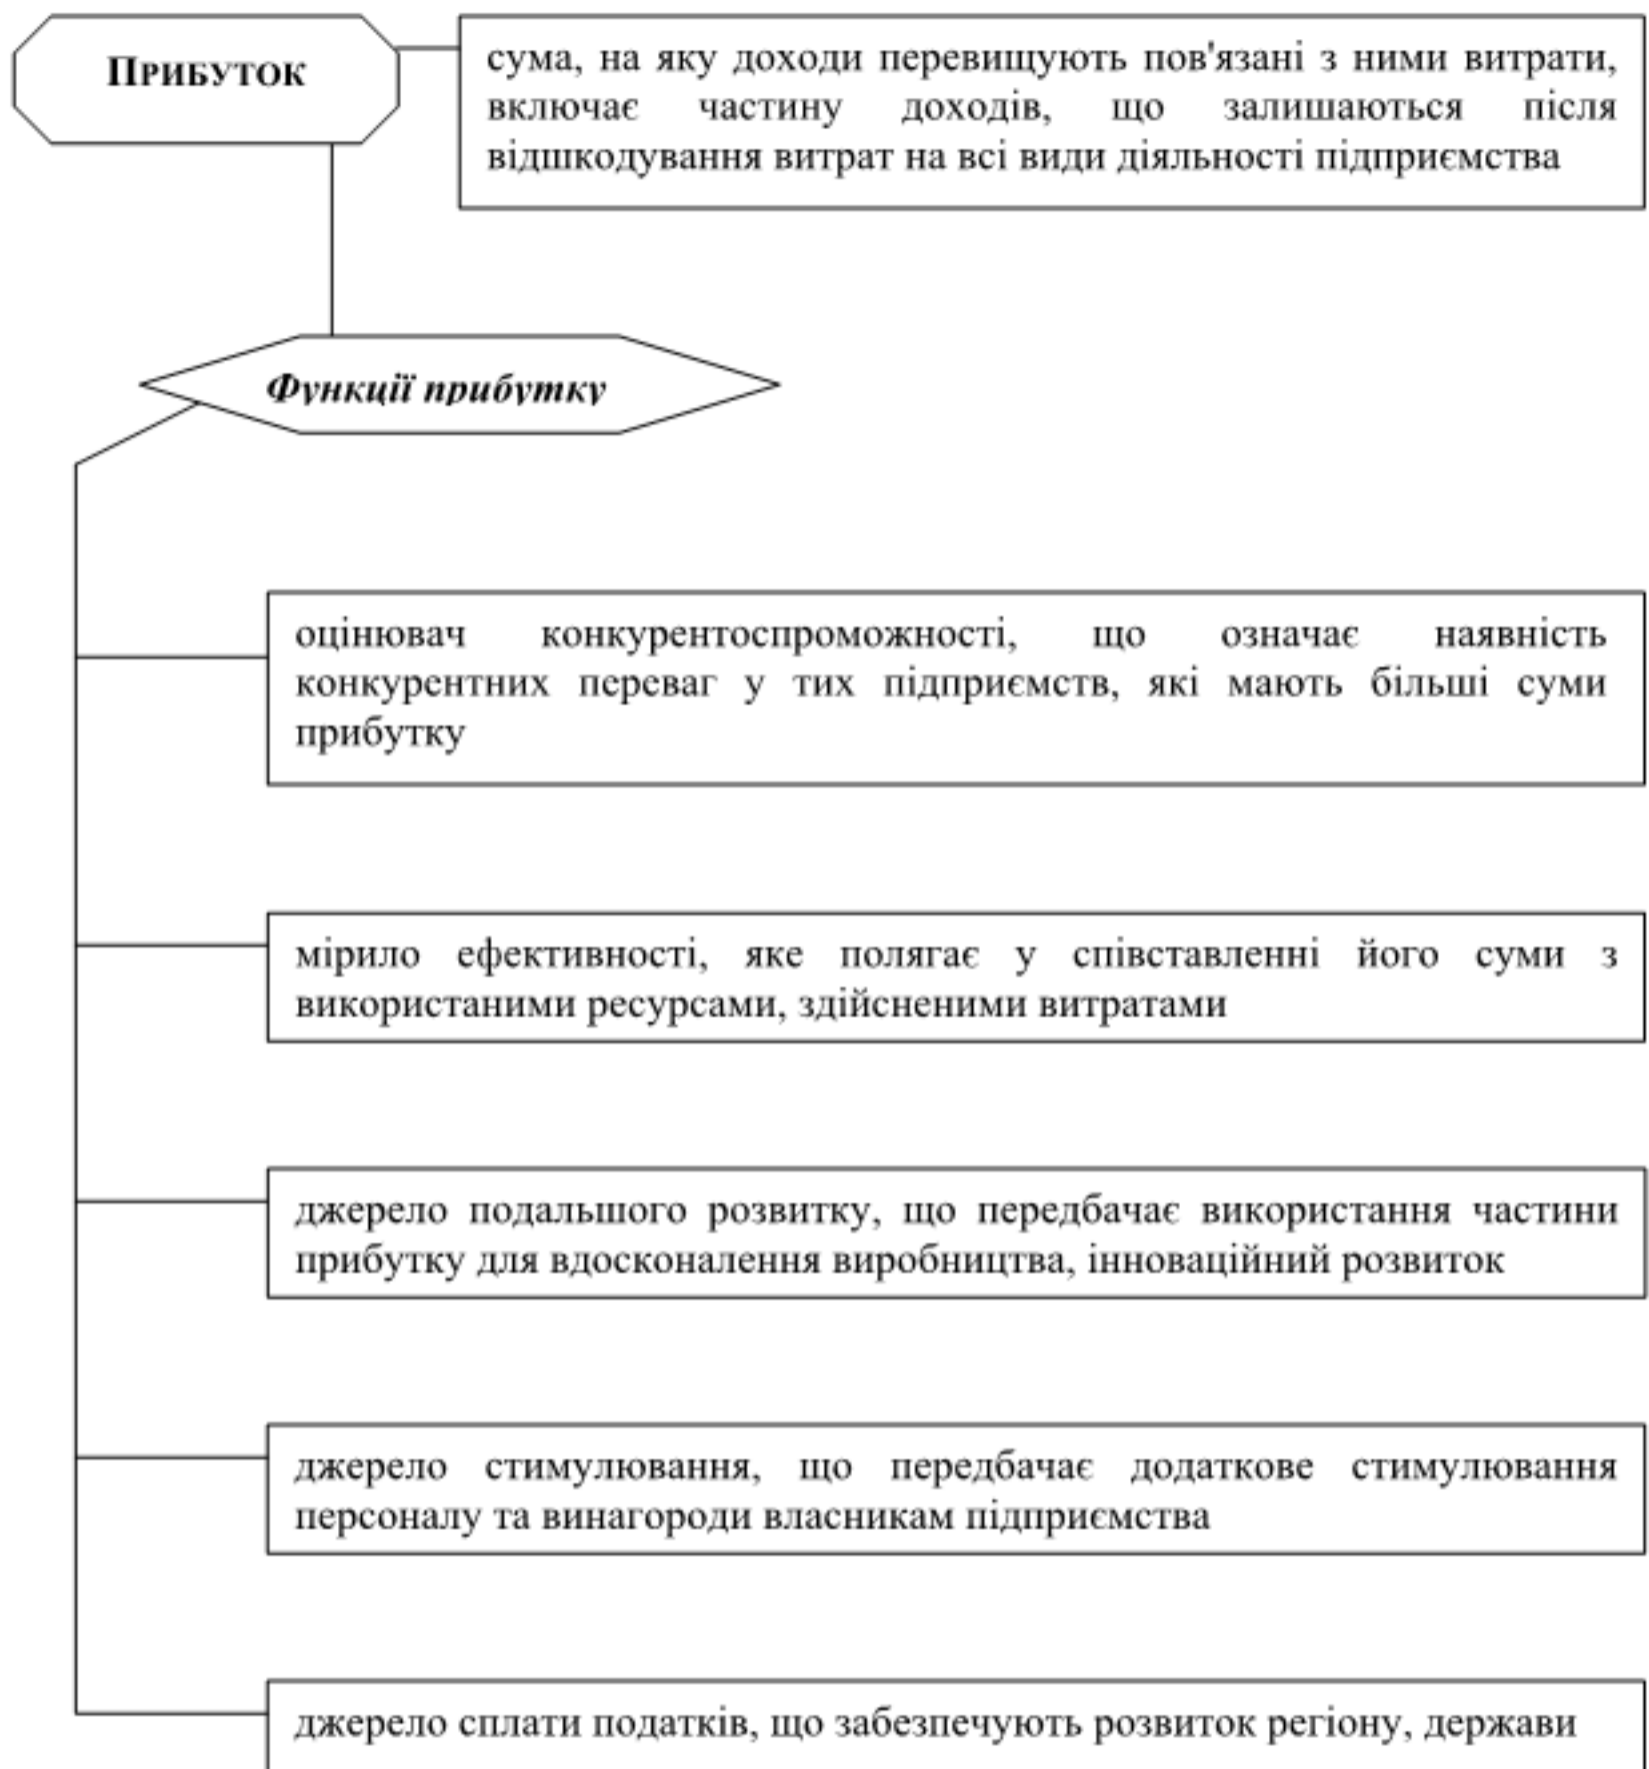 ПРИБУТОК
сума, на яку доходи перевищують пов'язані з ними витрати,
включає частину доходів, що залишаються після
відшкодування витрат на всі види діяльності підприємства
Функції прибутку
оцінювач конкурентоспроможності, що означає наявність
конкурентних переваг у тих підприємств, які мають більші суми
прибутку
мірило ефективності, яке полягає у співставленні його суми з
використаними ресурсами, здійсненими витратами
джерело подальшого розвитку, що передбачає використання частини
прибутку для вдосконалення виробництва, інноваційний розвиток
джерело стимулювання, що передбачає додаткове стимулювання
персоналу та винагороди власникам підприємства
джерело сплати податків, що забезпечують розвиток регіону, держави